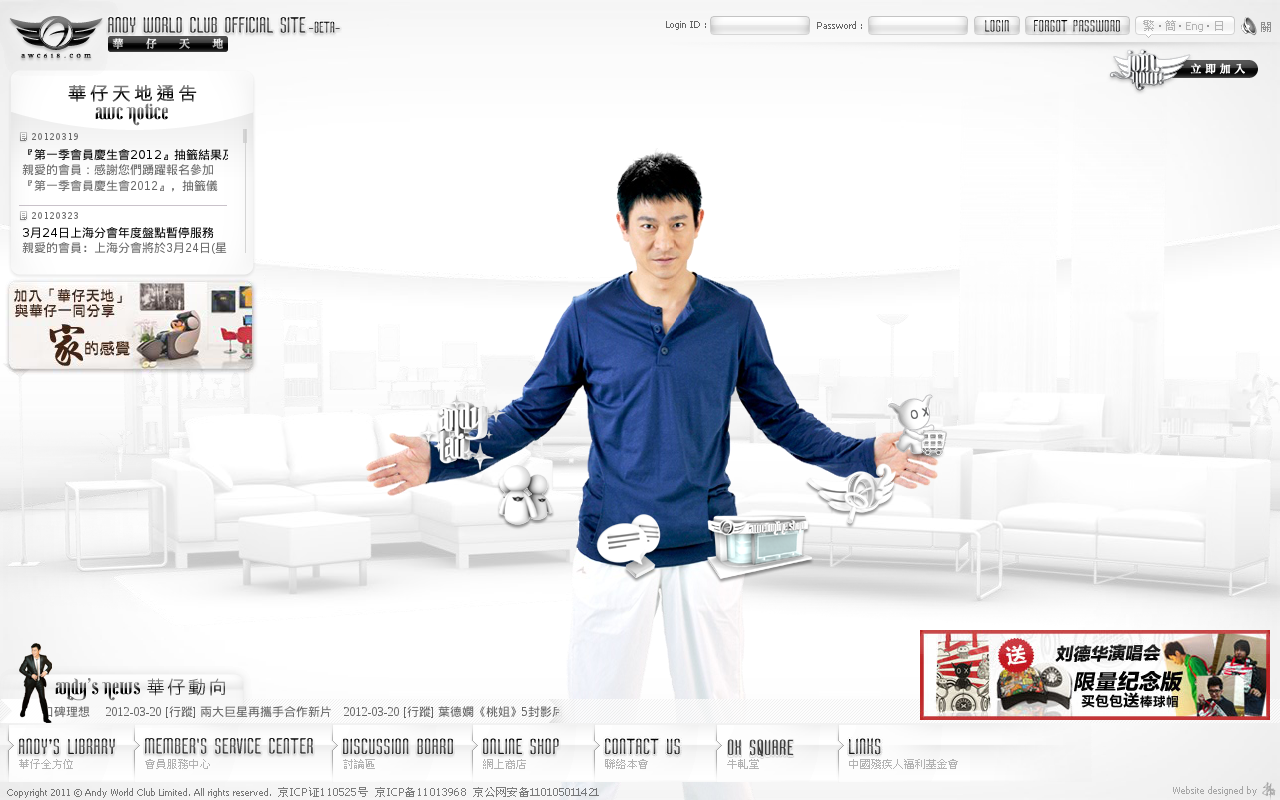 ANDY WORLD CLUB OFFICIAL SITE -BETA-
華仔天地
awc618.com
Login ID :
Password :
LOGIN
FORGOT PASSWORD
繁・簡・Eng・日
關
join now!
立即加入
華仔天地通告
awc notice
20120319
『第一季會員慶生會2012』抽籤結果及
親愛的會員：感謝您們踴躍報名參加
『第一季會員慶生會2012』，抽籤儀
20120323
3月24日上海分會年度盤點暫停服務
親愛的會員: 上海分會將於3月24日(星
加入「華仔天地」
與華仔一同分享
家的感覺
andy lau
OX
awc online shop
送
刘德华演唱会
限量纪念版
买包包送棒球帽
andy's news 華仔動向
口碑理想 2012-03-20 [行蹤] 兩大巨星再攜手合作新片 2012-03-20 [行蹤] 葉德嫻《桃姐》5封影
ANDY'S LIBRARY
華仔全方位
MEMBER'S SERVICE CENTER
會員服務中心
DISCUSSION BOARD
討論區
ONLINE SHOP
網上商店
CONTACT US
聯絡本會
OX SQUARE
牛軋堂
LINKS
中國殘疾人福利基金會
Copyright 2011 © Andy World Club Limited. All rights reserved. 京ICP证110525号 京ICP备11013968 京公网安备110105011421
Website designed by